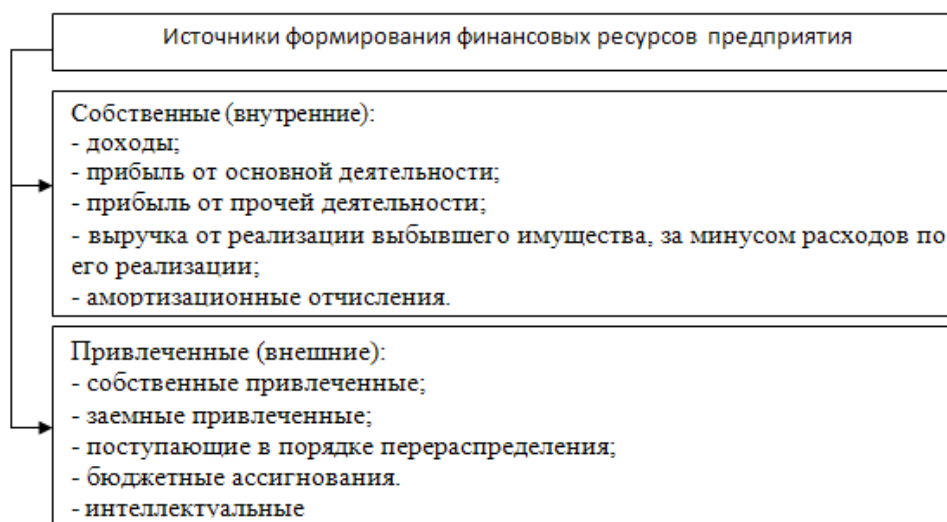 Источники формирования финансовых ресурсов предприятия
Собственные (внутренние):
- доходы;
- прибыль от основной деятельности;
- прибыль от прочей деятельности;
- выручка от реализации выбывшего имущества, за минусом расходов по
его реализации;
- амортизационные отчисления.
Привлеченные (внешние):
- собственные привлеченные;
- заемные привлеченные;
- поступающие в порядке перераспределения;
- бюджетные ассигнования.
- интеллектуальные